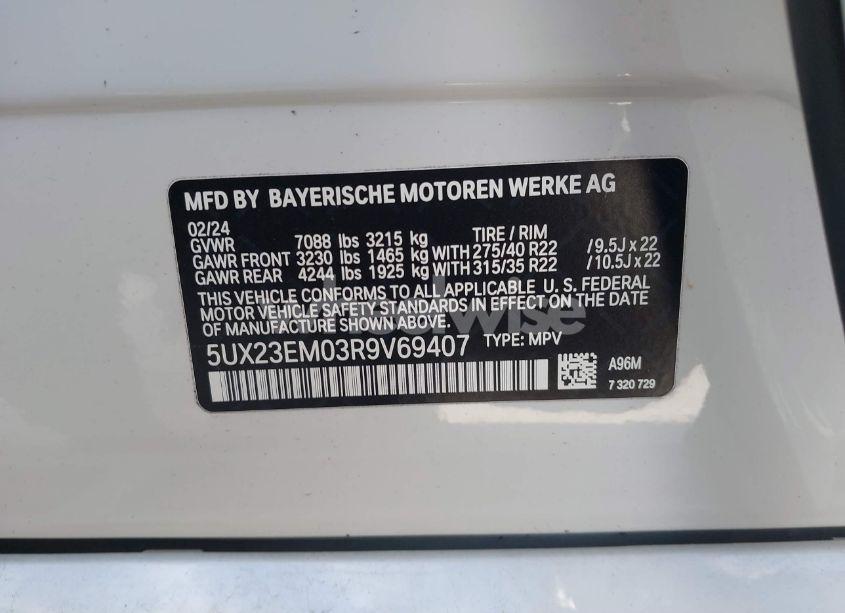 MFD BY BAYERISCHE MOTOREN WERKE AG
02/24
GVWR 7088 lbs 3215 kg TIRE / RIM
GAWR FRONT 3230 lbs 1465 kg WITH 275/40 R22 / 9.5J x 22
GAWR REAR 4244 lbs 1925 kg WITH 315/35 R22 / 10.5J x 22
THIS VEHICLE CONFORMS TO ALL APPLICABLE U. S. FEDERAL
MOTOR VEHICLE SAFETY STANDARDS IN EFFECT ON THE DATE
OF MANUFACTURE SHOWN ABOVE.
5UX23EM03R9V69407 TYPE: MPV
A96M
7 320 729